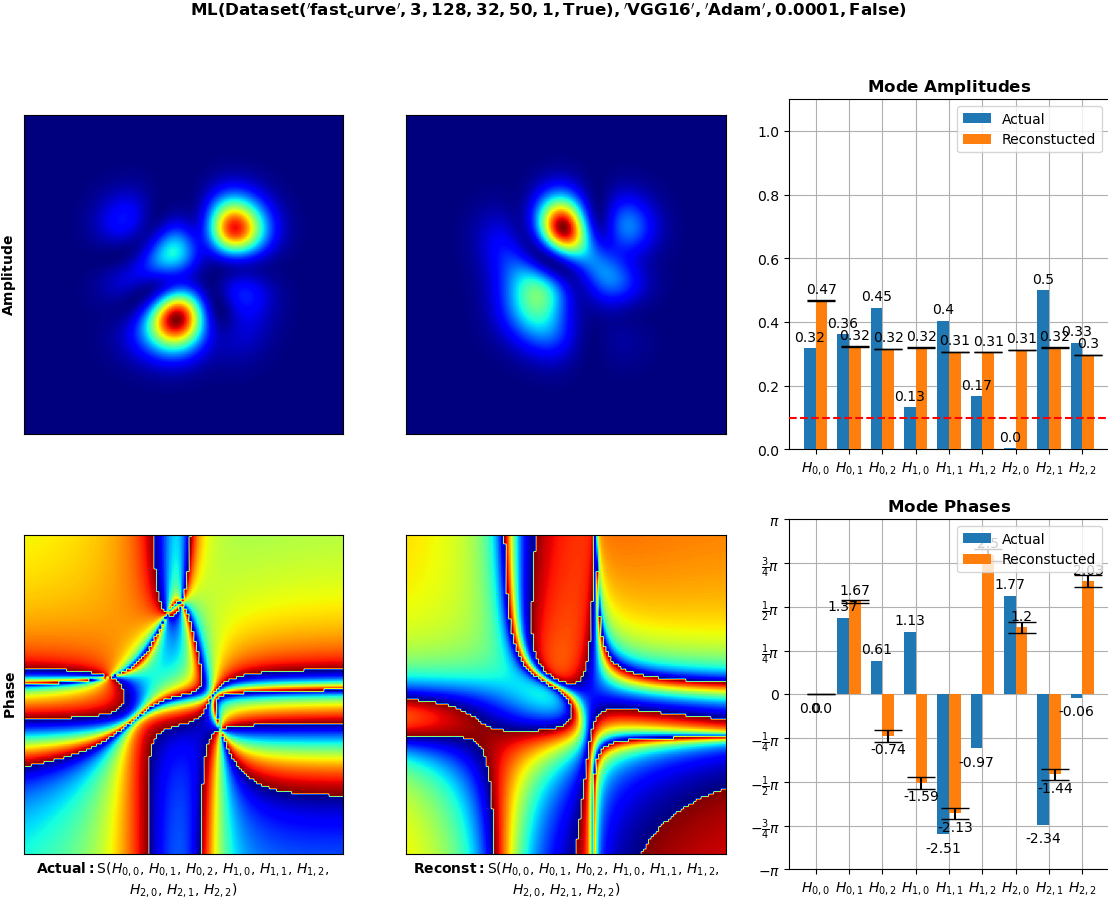 ML(Dataset('fast_curve', 3, 128, 32, 50, 1, True), 'VGG16', 'Adam', 0.0001, False)
Amplitude
Mode Amplitudes
Actual
Reconstucted
1.0
0.8
0.6
0.4
0.2
0.0
0.32
0.47
0.36
0.32
0.45
0.32
0.13
0.32
0.4
0.31
0.17
0.31
0.0
0.31
0.5
0.32
0.33
0.3
H0,0 H0,1 H0,2 H1,0 H1,1 H1,2 H2,0 H2,1 H2,2
Phase
Actual: S(H0,0, H0,1, H0,2, H1,0, H1,1, H1,2,
H2,0, H2,1, H2,2)
Reconst: S(H0,0, H0,1, H0,2, H1,0, H1,1, H1,2,
H2,0, H2,1, H2,2)
Mode Phases
Actual
Reconstucted
π
3/4π
1/2π
1/4π
0
−1/4π
−1/2π
−3/4π
−π
0.0
0.0
1.37
1.67
0.61
-0.74
1.13
-1.59
-2.51
-2.13
-0.97
2.5
1.77
1.2
-2.34
-1.44
-0.06
2.03
H0,0 H0,1 H0,2 H1,0 H1,1 H1,2 H2,0 H2,1 H2,2